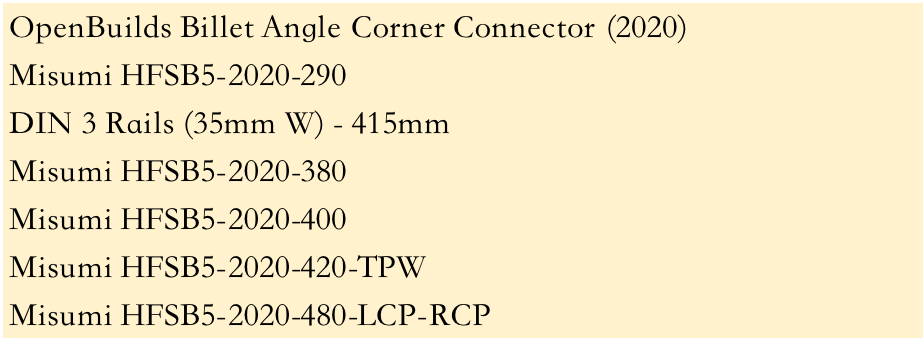 OpenBuilds Billet Angle Corner Connector (2020)
Misumi HFSB5-2020-290
DIN 3 Rails (35mm W) - 415mm
Misumi HFSB5-2020-380
Misumi HFSB5-2020-400
Misumi HFSB5-2020-420-TPW
Misumi HFSB5-2020-480-LCP-RCP